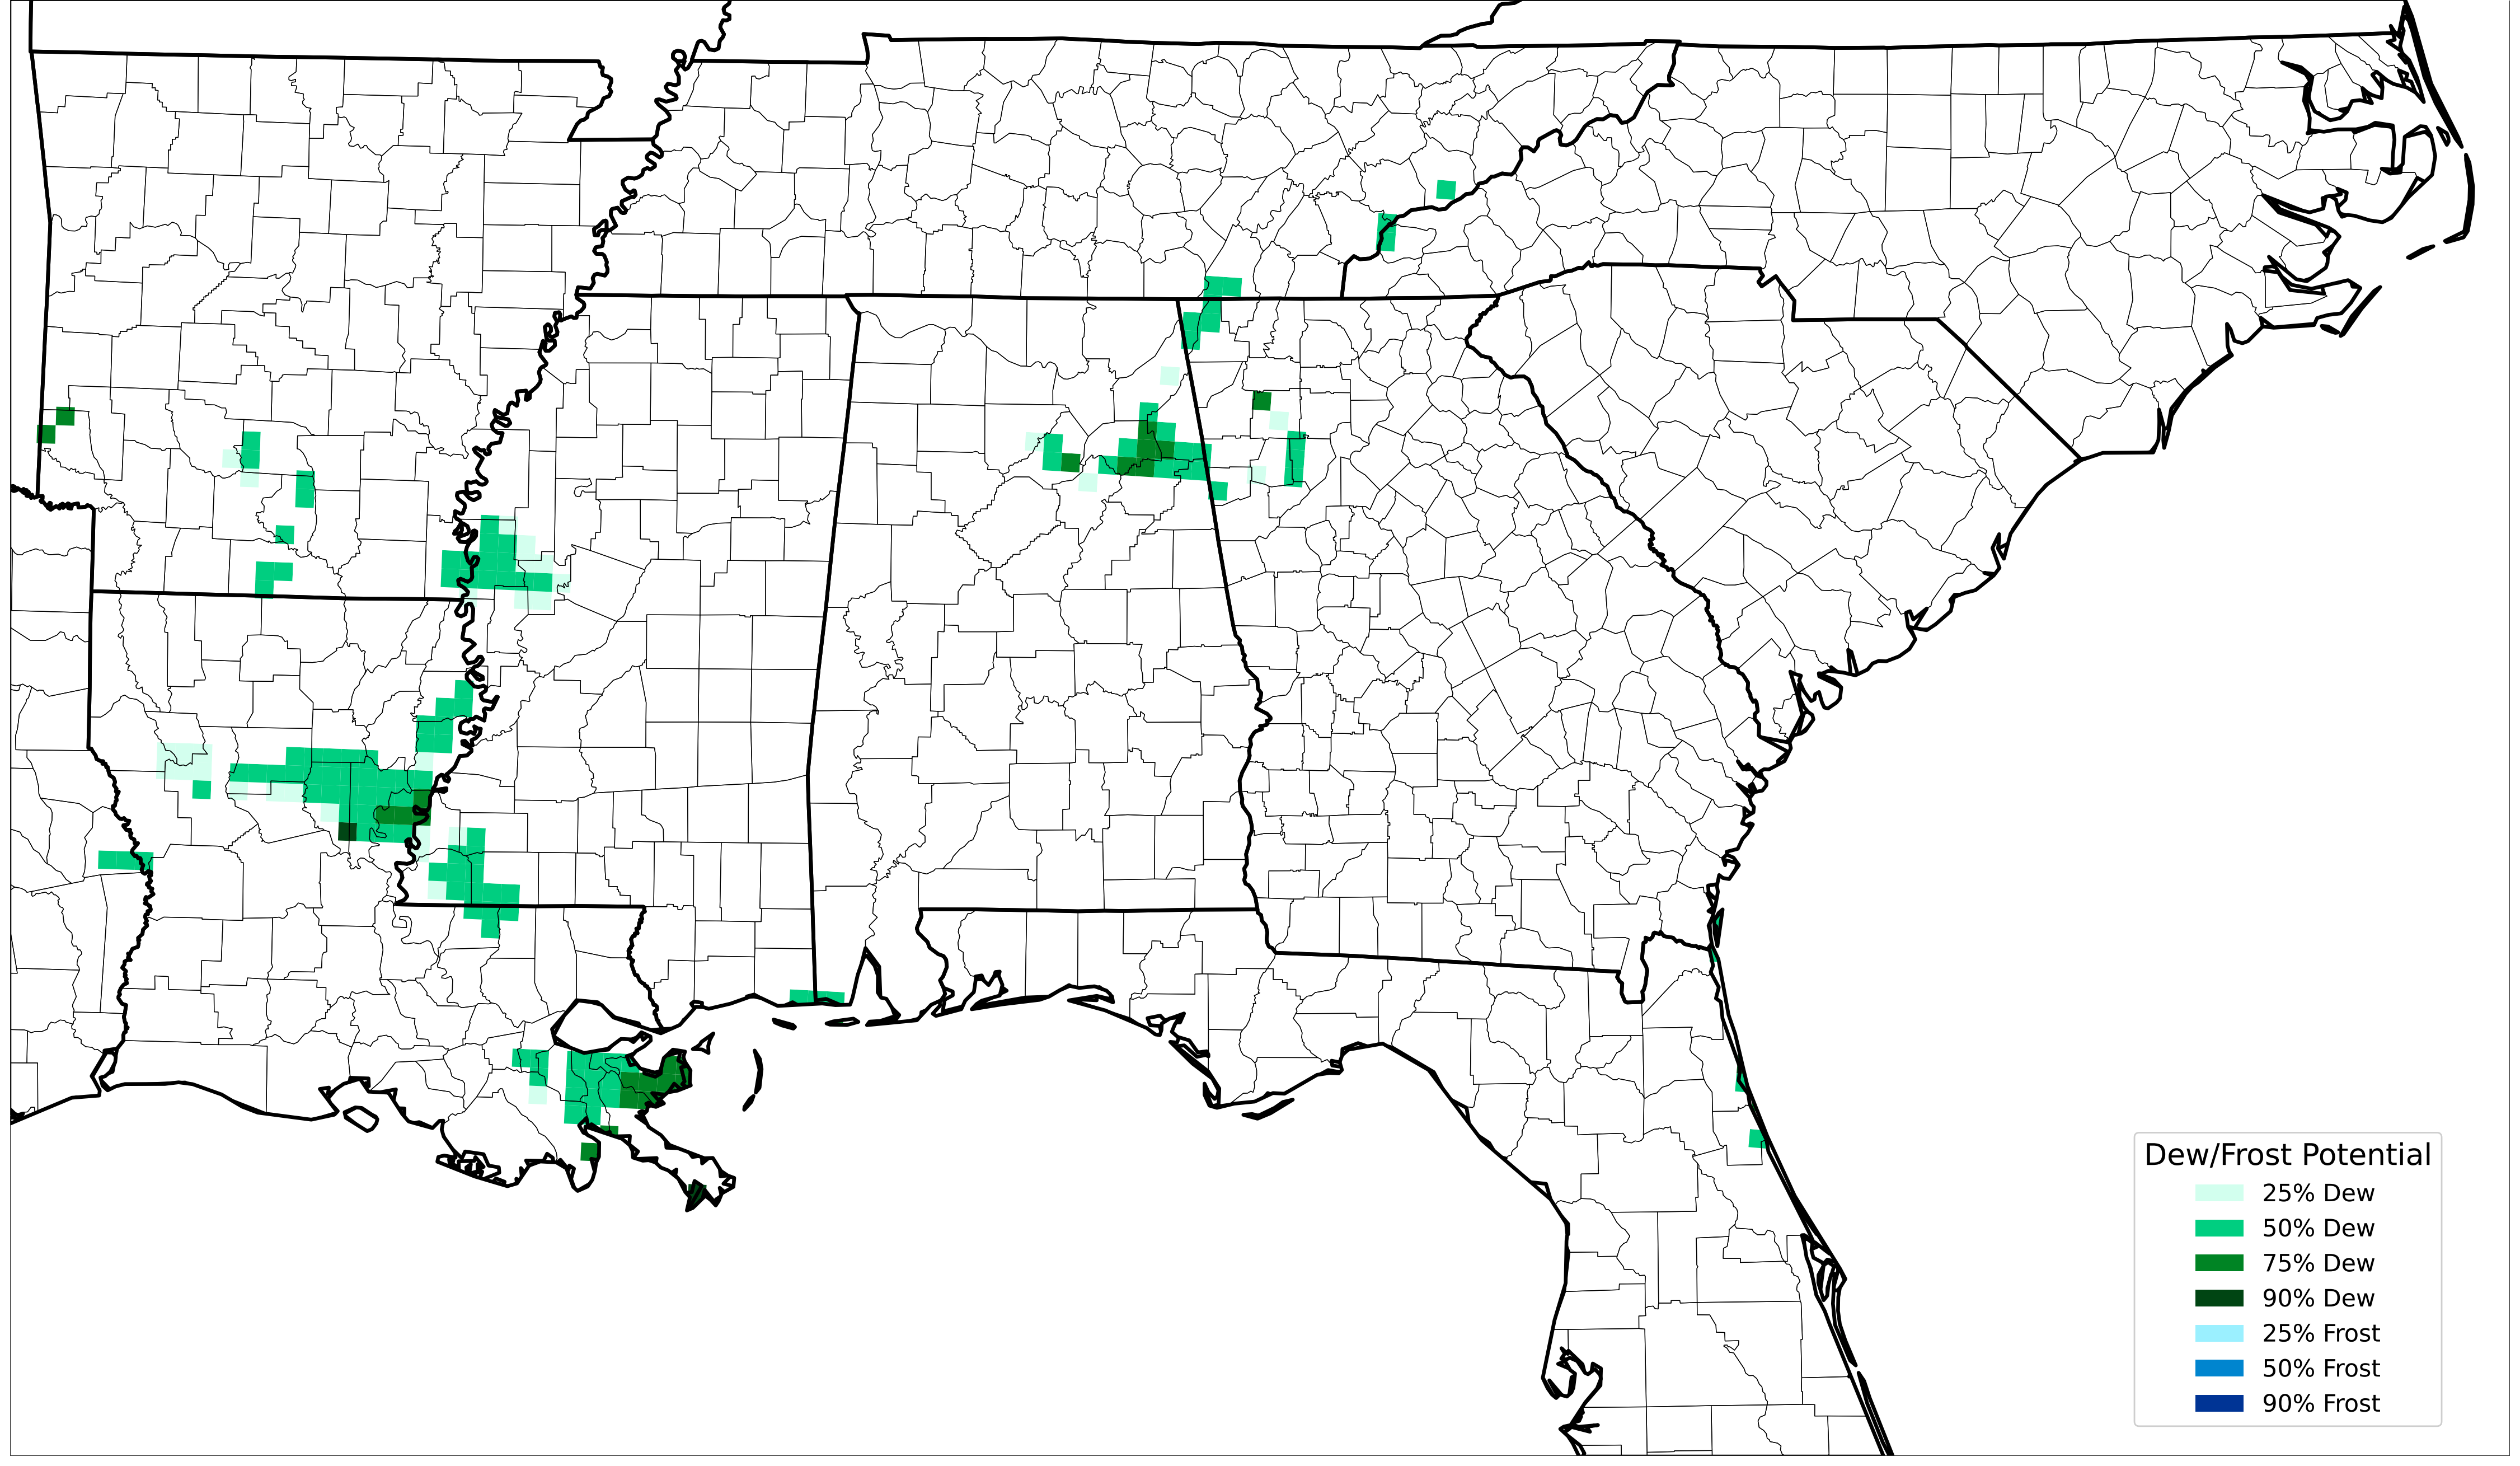 Dew/Frost Potential
25% Dew
50% Dew
75% Dew
90% Dew
25% Frost
50% Frost
90% Frost